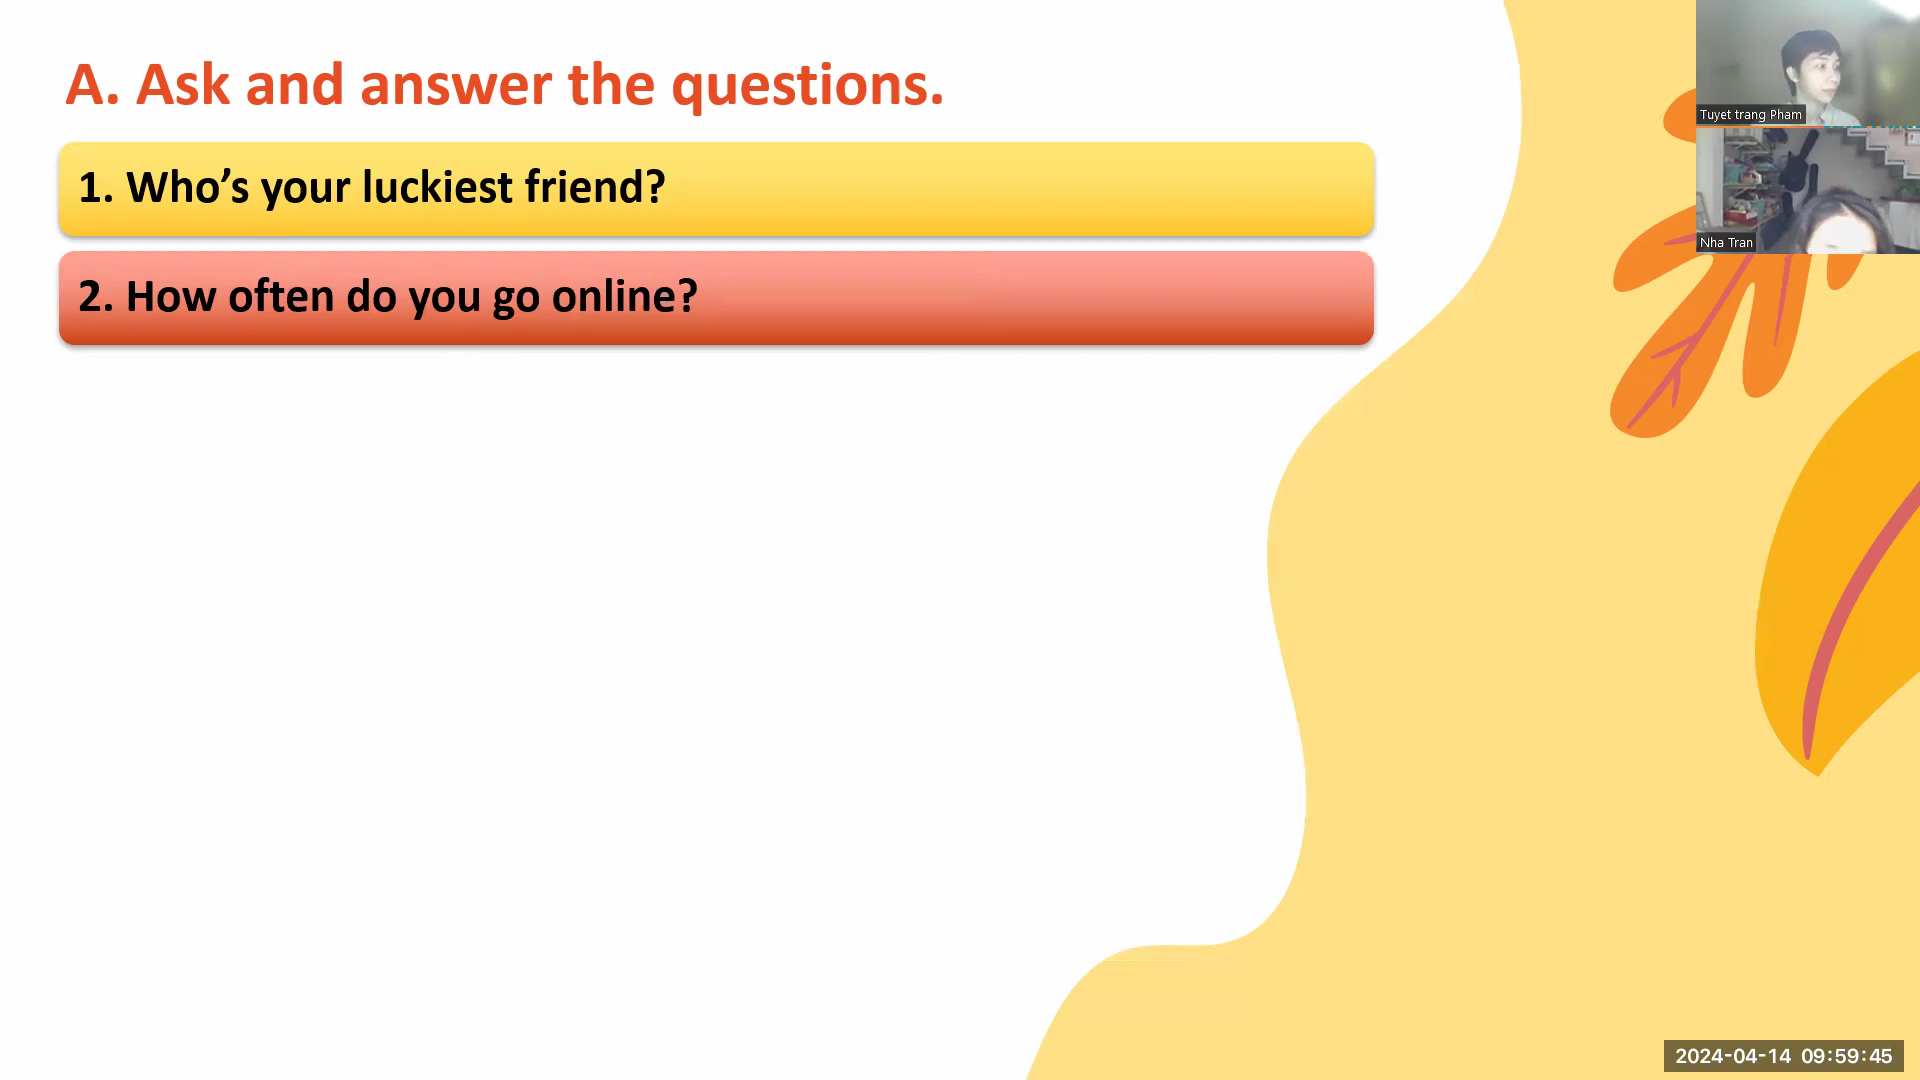 A. Ask and answer the questions.
1. Who’s your luckiest friend?
2. How often do you go online?
Tuyet trang Pham
Nha Tran
2024-04-14 09:59:45